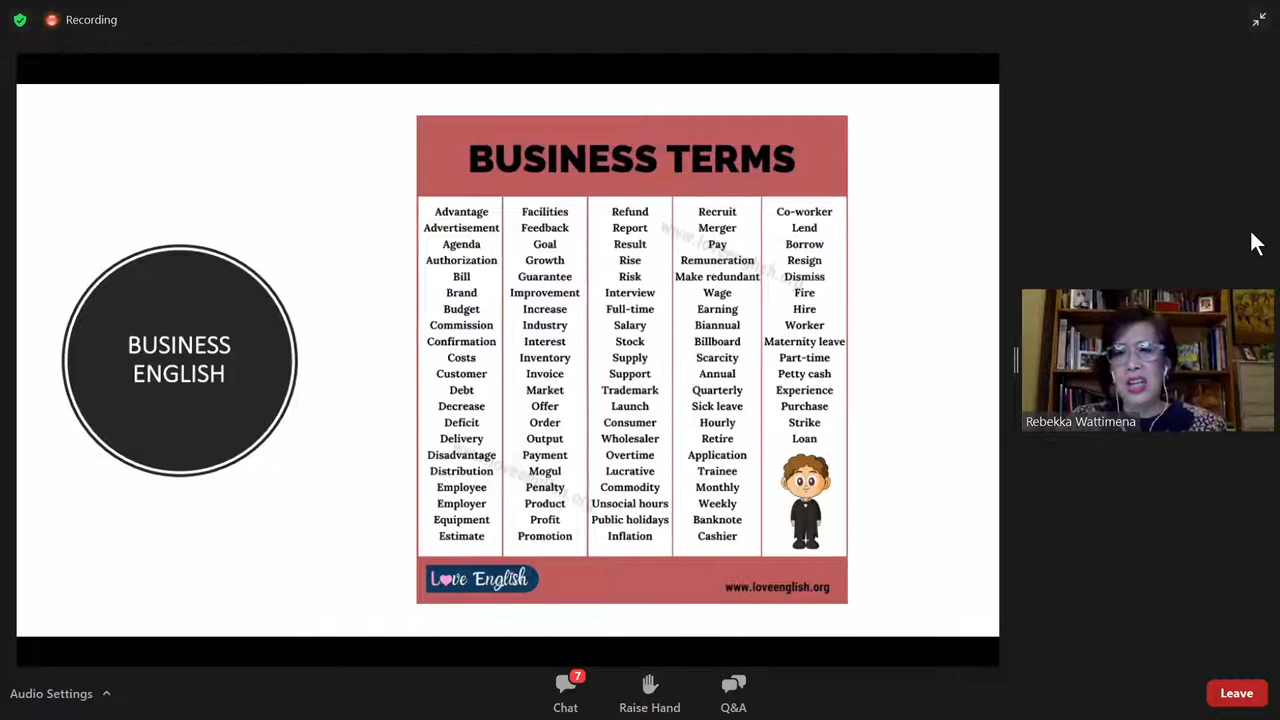 Recording
BUSINESS
ENGLISH
BUSINESS TERMS
Advantage
Advertisement
Agenda
Authorization
Bill
Brand
Budget
Commission
Confirmation
Costs
Customer
Debt
Decrease
Deficit
Delivery
Disadvantage
Distribution
Employee
Employer
Equipment
Estimate
Facilities
Feedback
Goal
Growth
Guarantee
Improvement
Increase
Industry
Interest
Inventory
Invoice
Market
Offer
Order
Output
Payment
Mogul
Penalty
Product
Profit
Promotion
Refund
Report
Result
Rise
Risk
Interview
Full-time
Salary
Stock
Supply
Support
Trademark
Launch
Consumer
Wholesaler
Overtime
Lucrative
Commodity
Unsocial hours
Public holidays
Inflation
Recruit
Merger
Pay
Remuneration
Make redundant
Wage
Earning
Biannual
Billboard
Scarcity
Annual
Quarterly
Sick leave
Hourly
Retire
Application
Trainee
Monthly
Weekly
Banknote
Cashier
Co-worker
Lend
Borrow
Resign
Dismiss
Fire
Hire
Worker
Maternity leave
Part-time
Petty cash
Experience
Purchase
Strike
Loan
www.loveenglish.org
www.loveenglish.org
Love English
www.loveenglish.org
Rebekka Wattimena
Audio Settings
7
Chat
Raise Hand
Q&A
Leave